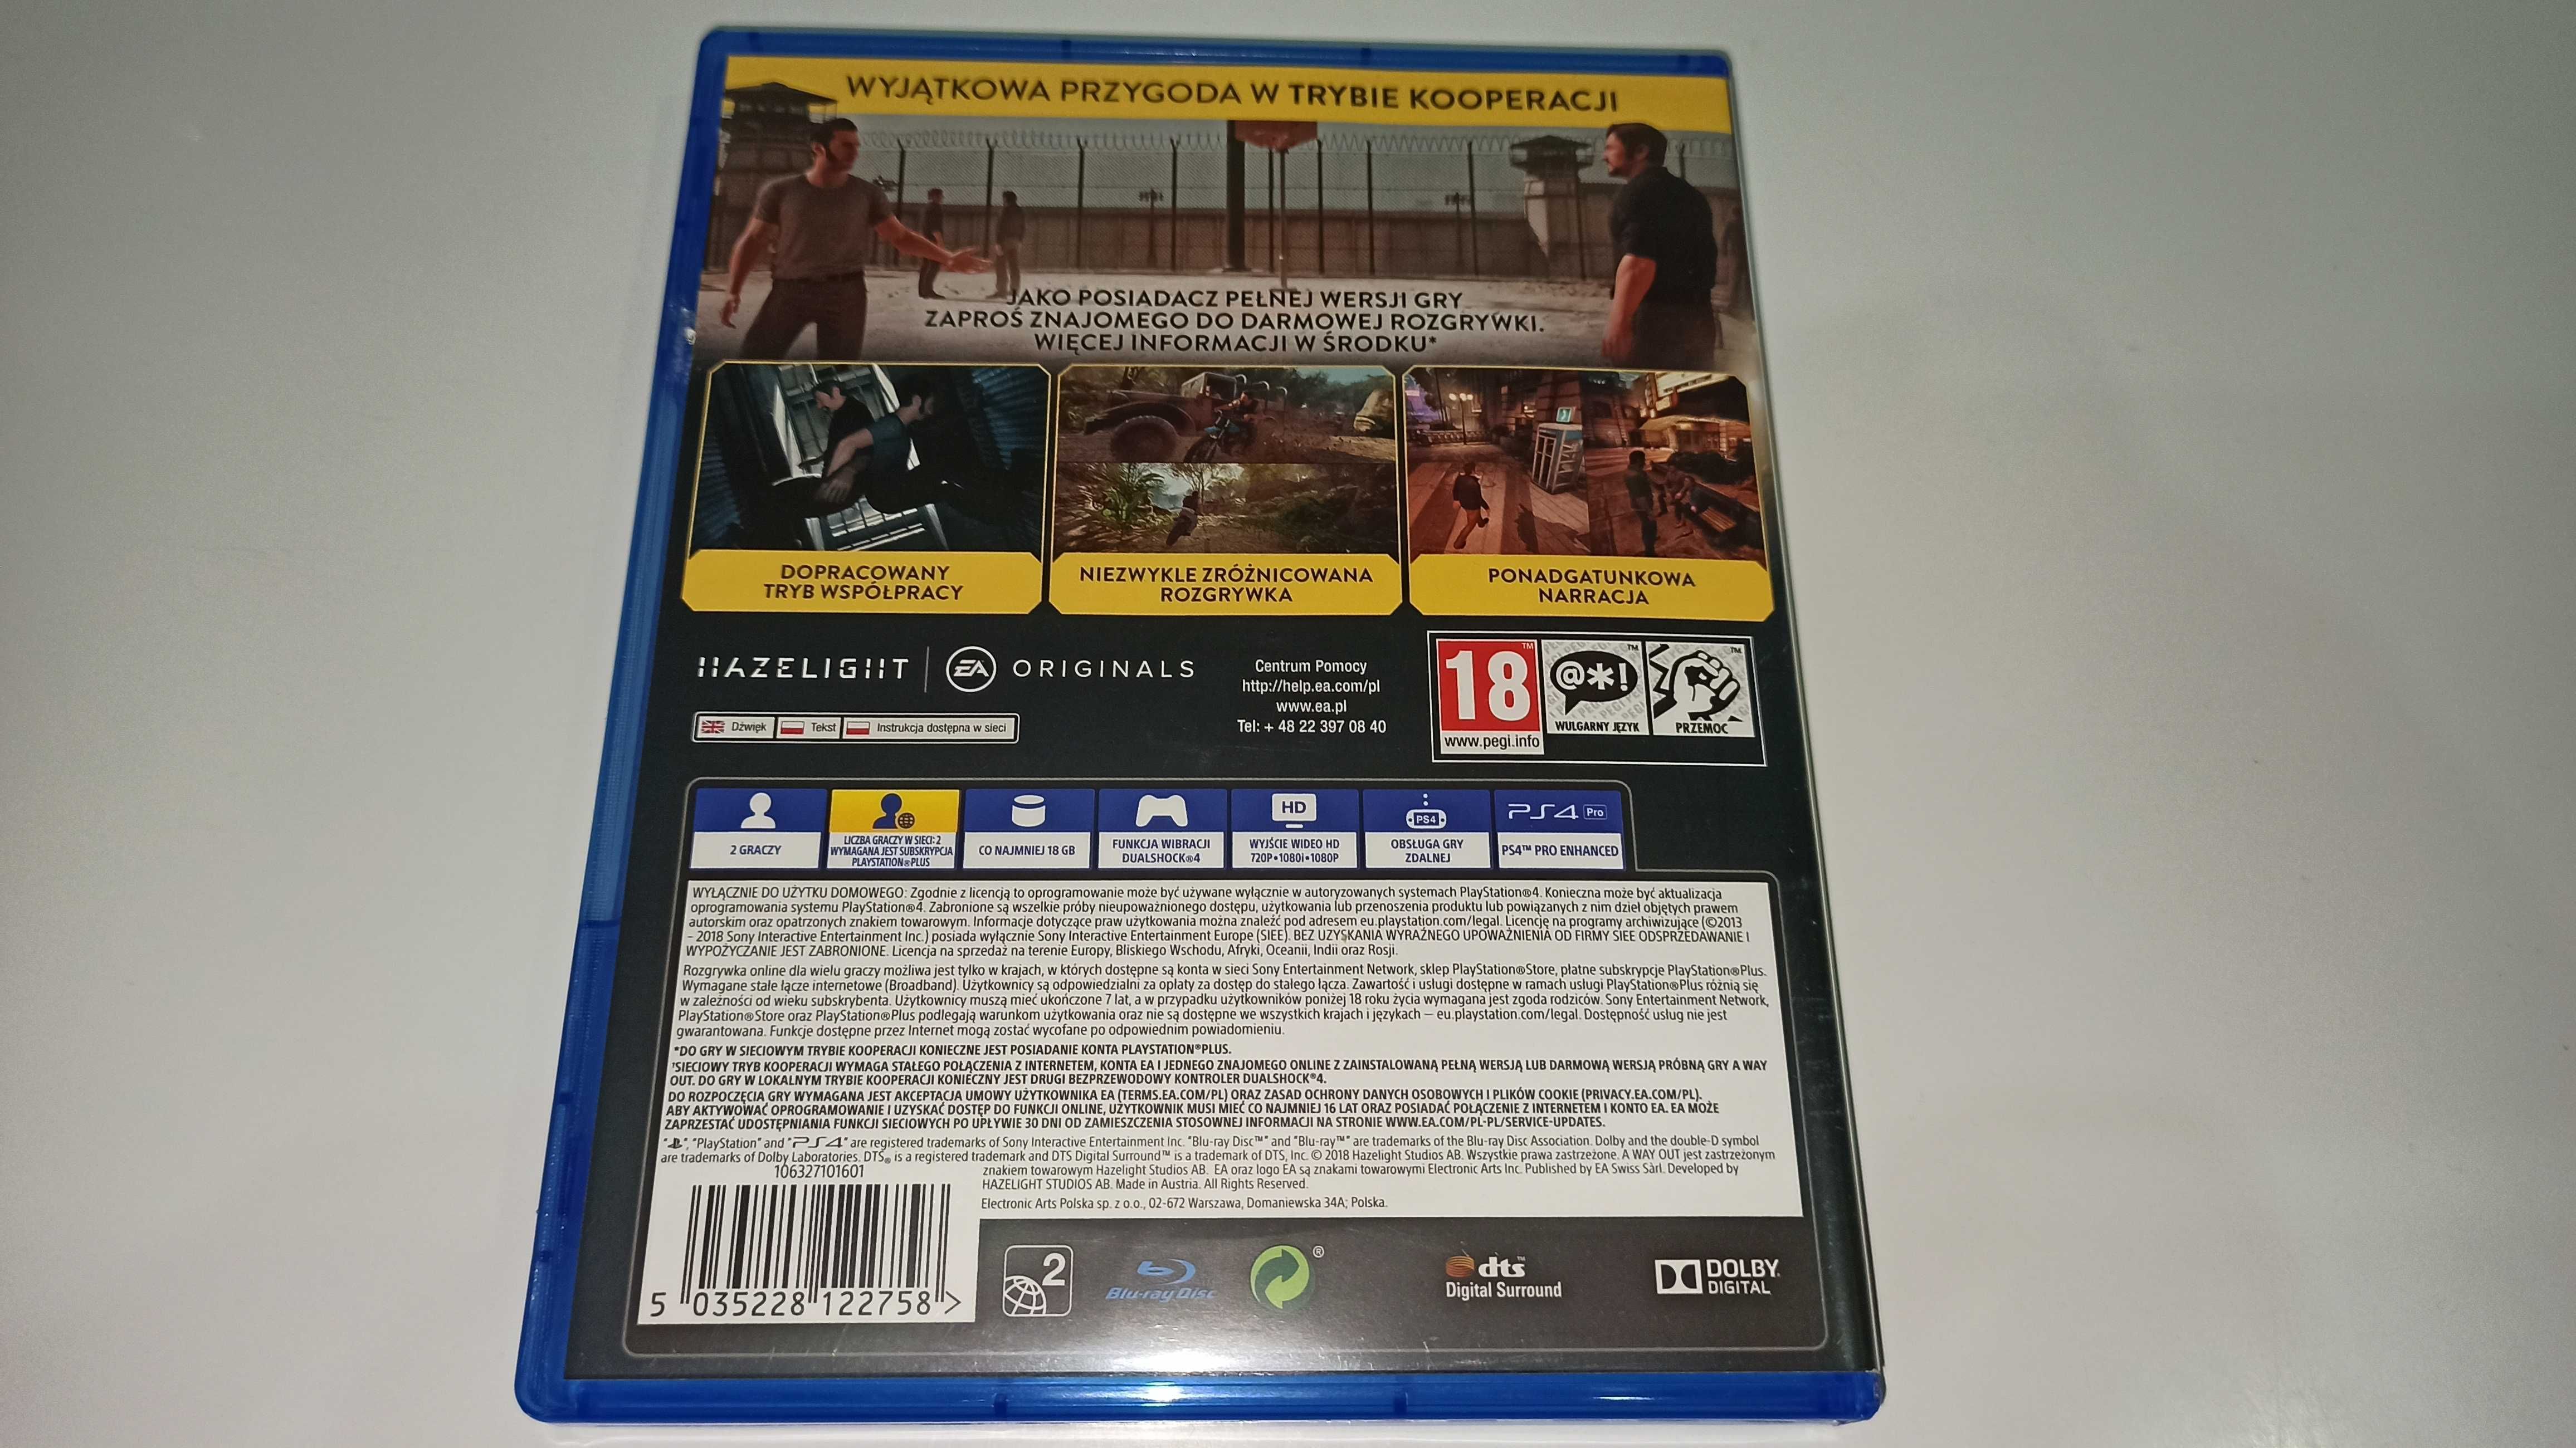 WYJĄTKOWA PRZYGODA W TRYBIE KOOPERACJI
JAKO POSIADACZ PEŁNEJ WERSJI GRY
ZAPROŚ ZNAJOMEGO DO DARMOWEJ ROZGRYWKI.
WIĘCEJ INFORMACJI W ŚRODKU*
DOPRACOWANY
TRYB WSPÓŁPRACY
NIEZWYKLE ZRÓŻNICOWANA
ROZGRYWKA
PONADGATUNKOWA
NARRACJA
HAZELIGHT
EA ORIGINALS
Centrum Pomocy
http://help.ea.com/pl
www.ea.pl
Tel: + 48 22 397 08 40
18™
www.pegi.info
@*!
WULGARNY JĘZYK
PRZEMOC
Dźwięk
Tekst
Instrukcja dostępna w sieci
2 GRACZY
LICZBA GRACZY W SIECI: 2
WYMAGANA JEST SUBSKRYPCJA
PLAYSTATION®PLUS
CO NAJMNIEJ 18 GB
FUNKCJA WIBRACJI
DUALSHOCK®4
HD
WYJŚCIE WIDEO HD
720P•1080i•1080P
PS4
OBSŁUGA GRY
ZDALNEJ
PS4 Pro
PS4™ PRO ENHANCED
WYŁĄCZNIE DO UŻYTKU DOMOWEGO: Zgodnie z licencją to oprogramowanie może być używane wyłącznie w autoryzowanych systemach PlayStation®4. Konieczna może być aktualizacja
oprogramowania systemu PlayStation®4. Zabronione są wszelkie próby nieupoważnionego dostępu, użytkowania lub przenoszenia produktu lub powiązanych z nim dzieł objętych prawem
autorskim oraz opatrzonych znakiem towarowym. Informacje dotyczące praw użytkowania można znaleźć pod adresem eu.playstation.com/legal. Licencję na programy archiwizujące (©2013
– 2018 Sony Interactive Entertainment Inc.) posiada wyłącznie Sony Interactive Entertainment Europe (SIEE). BEZ UZYSKANIA WYRAŹNEGO UPOWAŻNIENIA OD FIRMY SIEE ODSPRZEDAWANIE I
WYPOŻYCZANIE JEST ZABRONIONE. Licencja na sprzedaż na terenie Europy, Bliskiego Wschodu, Afryki, Oceanii, Indii oraz Rosji.
Rozgrywka online dla wielu graczy możliwa jest tylko w krajach, w których dostępne są konta w sieci Sony Entertainment Network, sklep PlayStation®Store, płatne subskrypcje PlayStation®Plus.
Wymagane stałe łącze internetowe (Broadband). Użytkownicy są odpowiedzialni za opłaty za dostęp do stałego łącza. Zawartość i usługi dostępne w ramach usługi PlayStation®Plus różnią się
w zależności od wieku subskrybenta. Użytkownicy muszą mieć ukończone 7 lat, a w przypadku użytkowników poniżej 18 roku życia wymagana jest zgoda rodziców. Sony Entertainment Network,
PlayStation®Store oraz PlayStation®Plus podlegają warunkom użytkowania oraz nie są dostępne we wszystkich krajach i językach – eu.playstation.com/legal. Dostępność usług nie jest
gwarantowana. Funkcje dostępne przez Internet mogą zostać wycofane po odpowiednim powiadomieniu.
*DO GRY W SIECIOWYM TRYBIE KOOPERACJI KONIECZNE JEST POSIADANIE KONTA PLAYSTATION®PLUS.
¹SIECIOWY TRYB KOOPERACJI WYMAGA STAŁEGO POŁĄCZENIA Z INTERNETEM, KONTA EA I JEDNEGO ZNAJOMEGO ONLINE Z ZAINSTALOWANĄ PEŁNĄ WERSJĄ LUB DARMOWĄ WERSJĄ PRÓBNĄ GRY A WAY
OUT. DO GRY W LOKALNYM TRYBIE KOOPERACJI KONIECZNY JEST DRUGI BEZPRZEWODOWY KONTROLER DUALSHOCK®4.
DO ROZPOCZĘCIA GRY WYMAGANA JEST AKCEPTACJA UMOWY UŻYTKOWNIKA EA (TERMS.EA.COM/PL) ORAZ ZASAD OCHRONY DANYCH OSOBOWYCH I PLIKÓW COOKIE (PRIVACY.EA.COM/PL).
ABY AKTYWOWAĆ OPROGRAMOWANIE I UZYSKAĆ DOSTĘP DO FUNKCJI ONLINE, UŻYTKOWNIK MUSI MIEĆ CO NAJMNIEJ 16 LAT ORAZ POSIADAĆ POŁĄCZENIE Z INTERNETEM I KONTO EA. EA MOŻE
ZAPRZESTAĆ UDOSTĘPNIANIA FUNKCJI SIECIOWYCH PO UPŁYWIE 30 DNI OD ZAMIESZCZENIA STOSOWNEJ INFORMACJI NA STRONIE WWW.EA.COM/PL-PL/SERVICE-UPDATES.
"PlayStation" and "PS4" are registered trademarks of Sony Interactive Entertainment Inc. "Blu-ray Disc™" and "Blu-ray™" are trademarks of the Blu-ray Disc Association. Dolby and the double-D symbol
are trademarks of Dolby Laboratories. DTS® is a registered trademark and DTS Digital Surround™ is a trademark of DTS, Inc. © 2018 Hazelight Studios AB. Wszystkie prawa zastrzeżone. A WAY OUT jest zastrzeżonym
znakiem towarowym Hazelight Studios AB. EA oraz logo EA są znakami towarowymi Electronic Arts Inc. Published by EA Swiss Sàrl. Developed by
HAZELIGHT STUDIOS AB. Made in Austria. All Rights Reserved.
Electronic Arts Polska sp. z o.o., 02-672 Warszawa, Domaniewska 34A; Polska.
106327101601
5 035228 122758 >
2
Blu-ray Disc
®
dts™
Digital Surround
DOLBY
DIGITAL